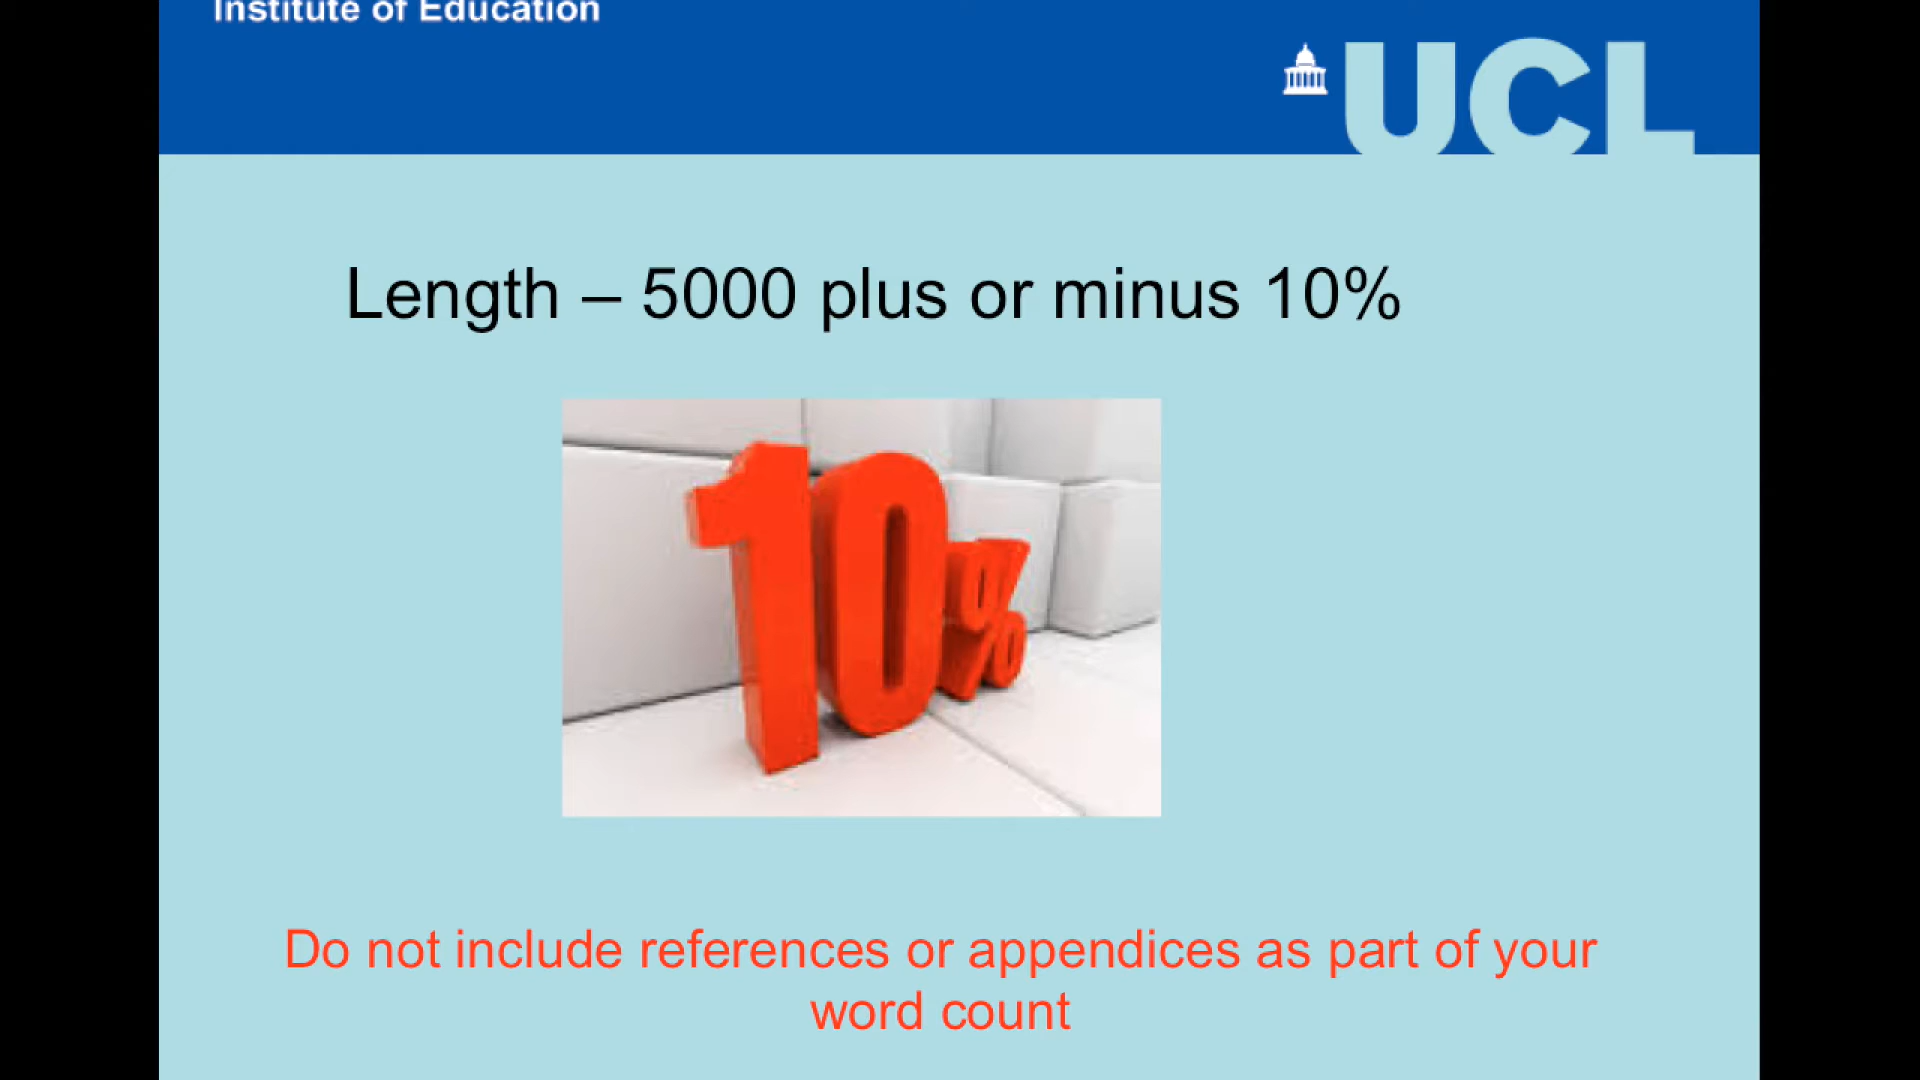 Institute of Education
UCL
Length – 5000 plus or minus 10%
10%
Do not include references or appendices as part of your
word count